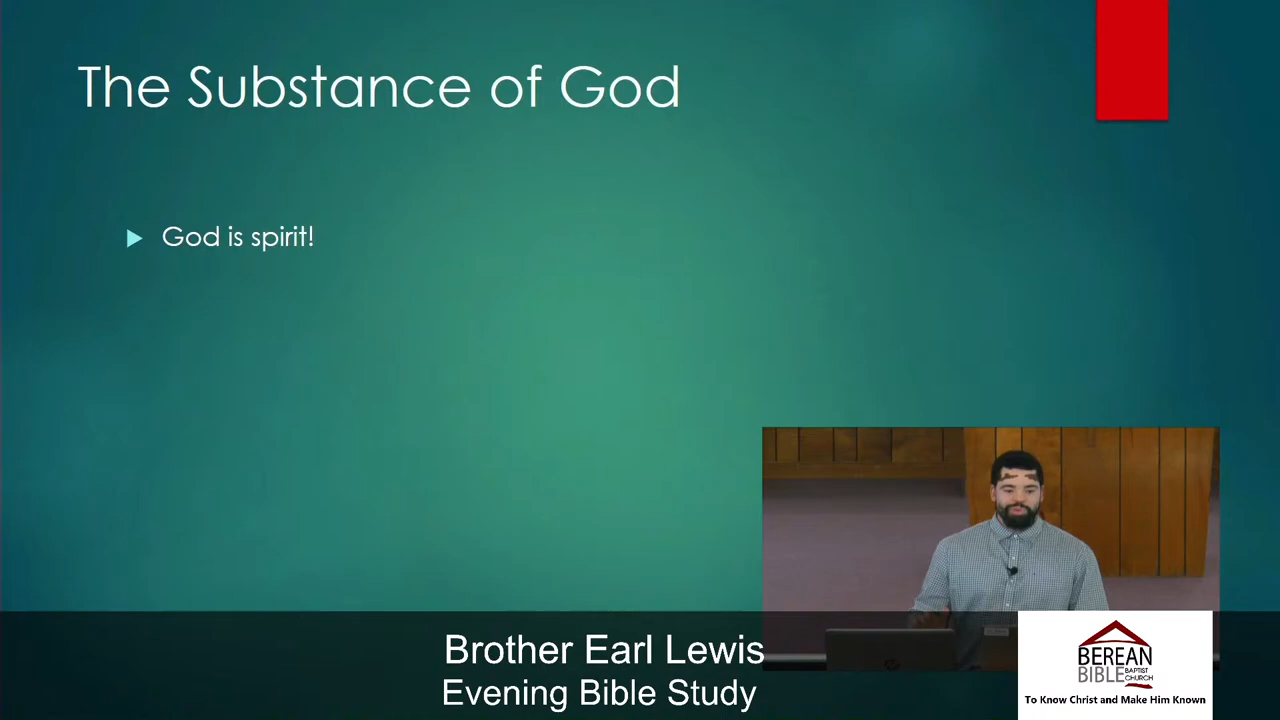 The Substance of God
God is spirit!
Brother Earl Lewis
Evening Bible Study
BEREAN
BIBLE BAPTIST CHURCH
To Know Christ and Make Him Known